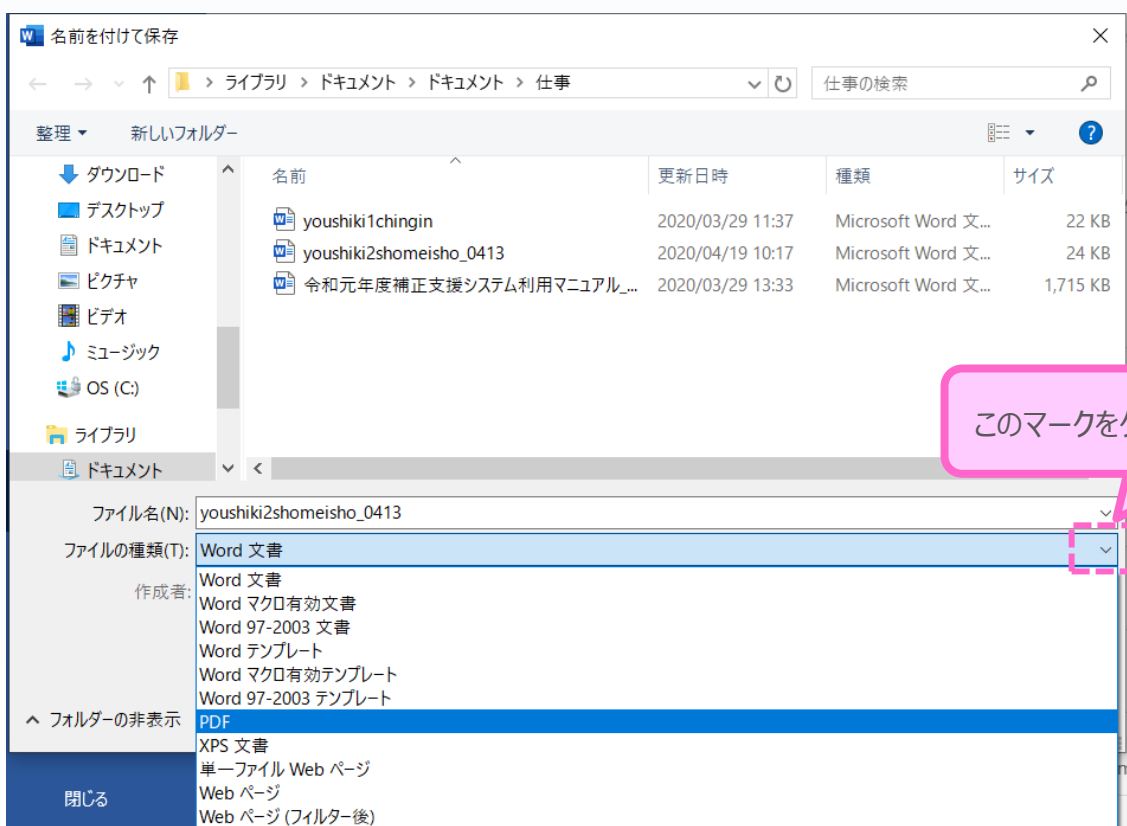 名前を付けて保存
ライブラリ > ドキュメント > ドキュメント > 仕事
仕事の検索
整理
新しいフォルダー
ダウンロード
デスクトップ
ドキュメント
ピクチャ
ビデオ
ミュージック
OS (C:)
ライブラリ
ドキュメント
名前 更新日時 種類 サイズ
youshiki1chingin 2020/03/29 11:37 Microsoft Word 文... 22 KB
youshiki2shomeisho_0413 2020/04/19 10:17 Microsoft Word 文... 24 KB
令和元年度補正支援システム利用マニュアル_... 2020/03/29 13:33 Microsoft Word 文... 1,715 KB
このマークを
ファイル名(N): youshiki2shomeisho_0413
ファイルの種類(T): Word 文書
作成者:
Word 文書
Word マクロ有効文書
Word 97-2003 文書
Word テンプレート
Word マクロ有効テンプレート
Word 97-2003 テンプレート
PDF
XPS 文書
単一ファイル Web ページ
Web ページ
Web ページ (フィルター後)
フォルダーの非表示
閉じる